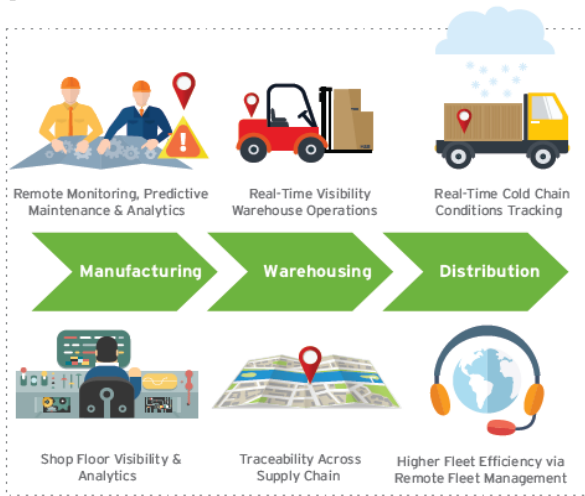 Remote Monitoring, Predictive
Maintenance & Analytics
Real-Time Visibility
Warehouse Operations
Real-Time Cold Chain
Conditions Tracking
Manufacturing
Warehousing
Distribution
Shop Floor Visibility &
Analytics
Traceability Across
Supply Chain
Higher Fleet Efficiency via
Remote Fleet Management